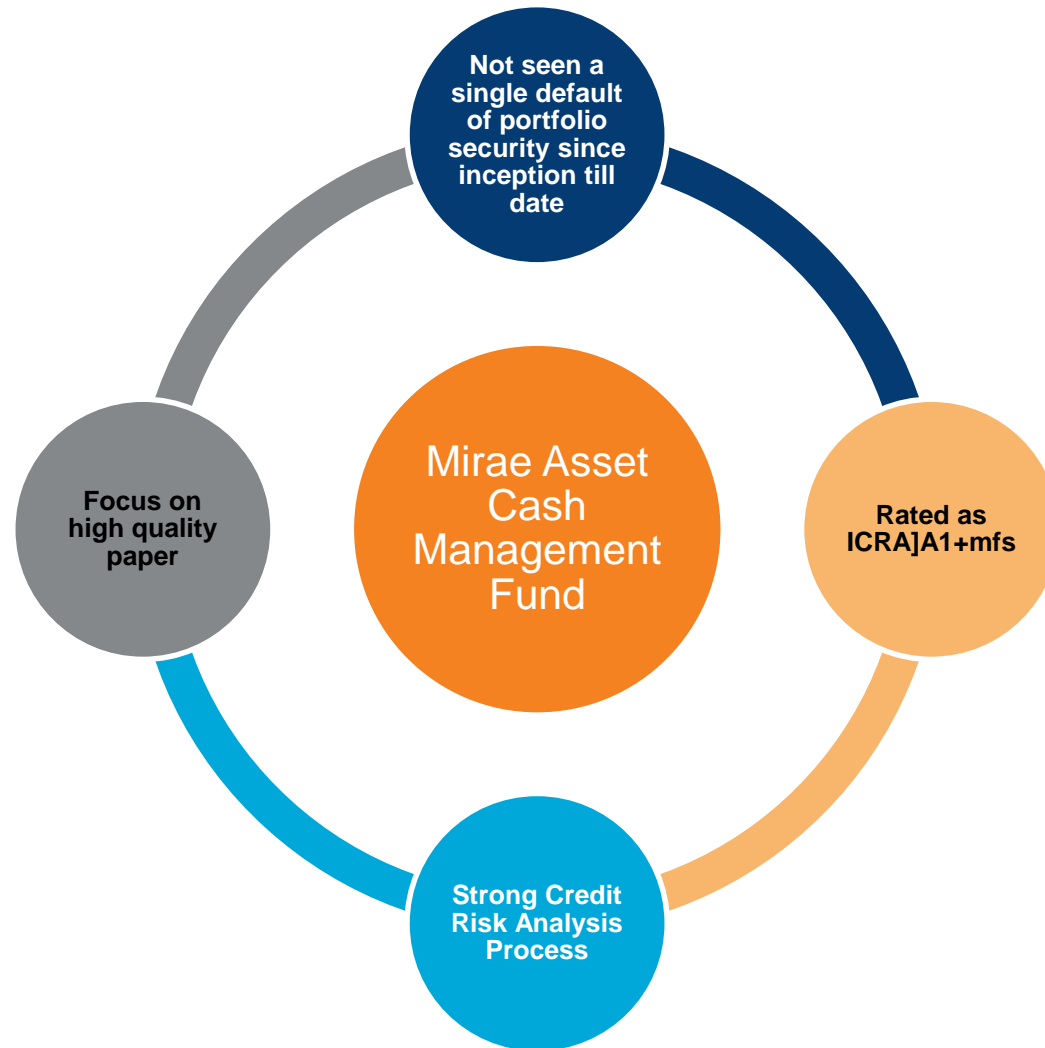 Not seen a
single default
of portfolio
security since
inception till
date
Mirae Asset
Cash
Management
Fund
Focus on
high quality
paper
Rated as
ICRA]A1+mfs
Strong Credit
Risk Analysis
Process